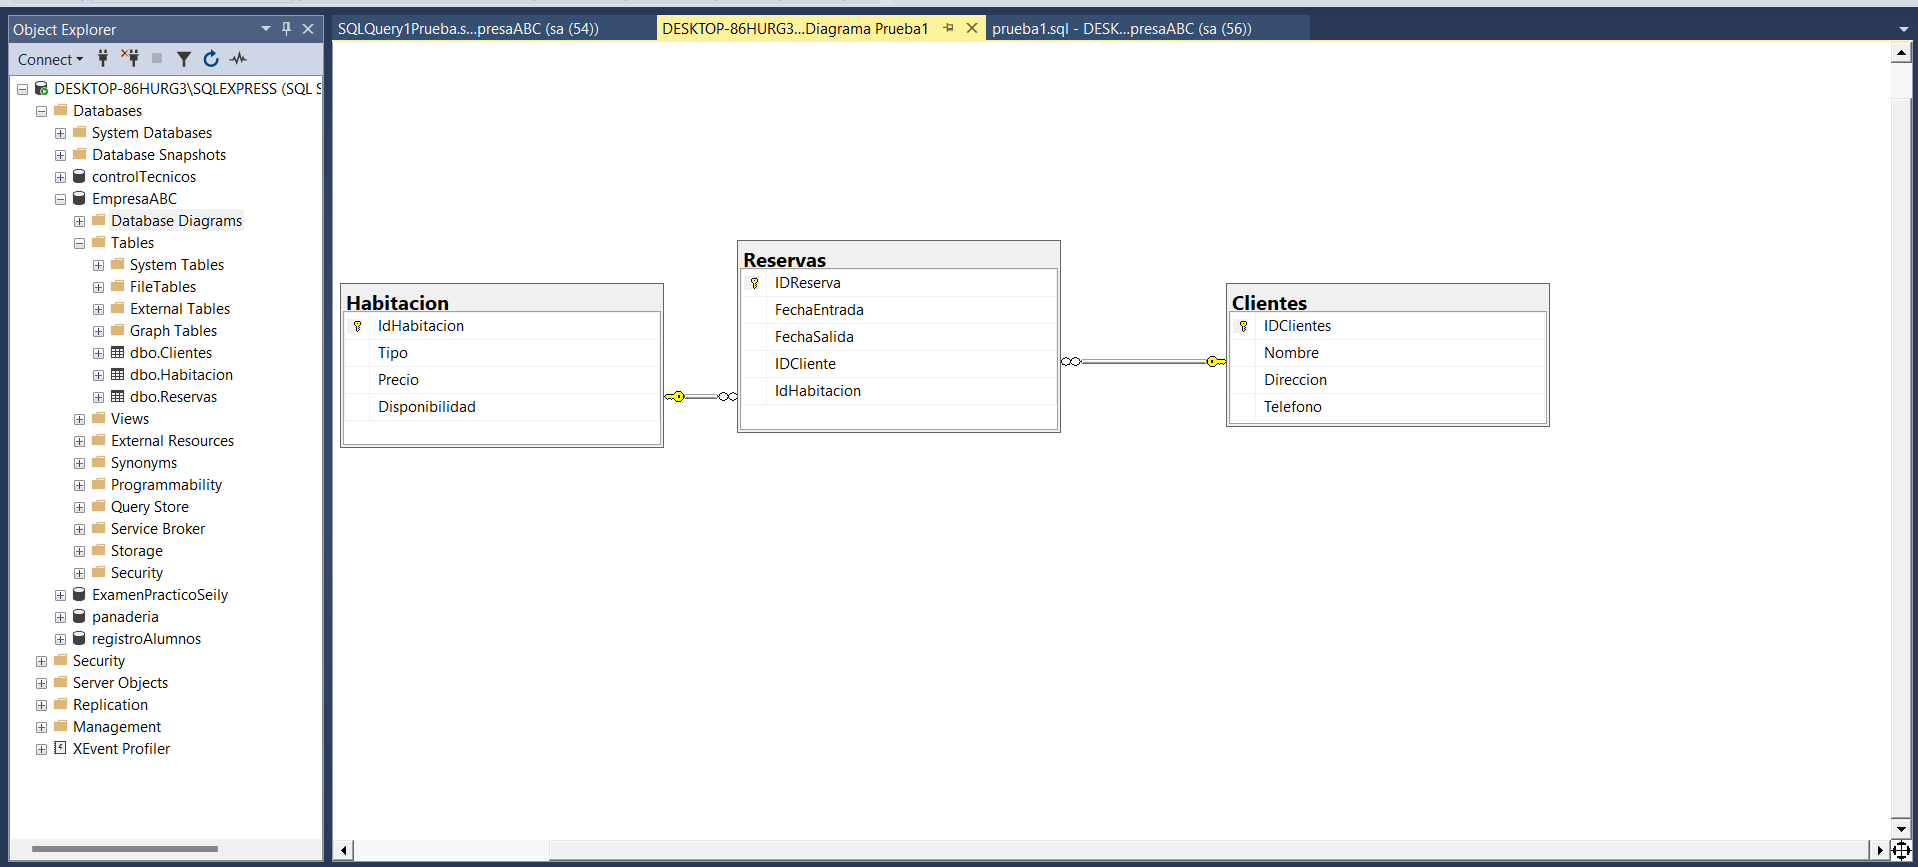 Object Explorer
Connect
DESKTOP-86HURG3\SQLEXPRESS (SQL S
Databases
System Databases
Database Snapshots
controlTecnicos
EmpresaABC
Database Diagrams
Tables
System Tables
FileTables
External Tables
Graph Tables
dbo.Clientes
dbo.Habitacion
dbo.Reservas
Views
External Resources
Synonyms
Programmability
Query Store
Service Broker
Storage
Security
ExamenPracticoSeily
panaderia
registroAlumnos
Security
Server Objects
Replication
Management
XEvent Profiler
SQLQuery1Prueba.s...presaABC (sa (54))
DESKTOP-86HURG3...Diagrama Prueba1
prueba1.sql - DESK...presaABC (sa (56))
Habitacion
IdHabitacion
Tipo
Precio
Disponibilidad
Reservas
IDReserva
FechaEntrada
FechaSalida
IDCliente
IdHabitacion
Clientes
IDClientes
Nombre
Direccion
Telefono